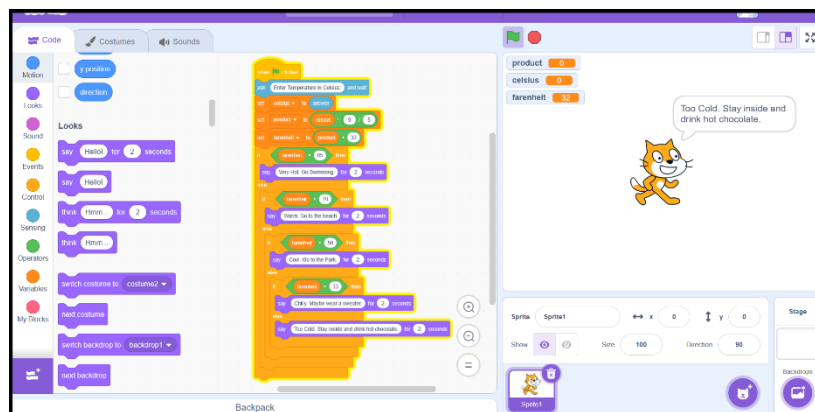 Code
Costumes
Sounds
Motion
Looks
Sound
Events
Control
Sensing
Operators
Variables
My Blocks
y position
direction
Looks
say Hello! for 2 seconds
say Hello!
think Hmm... for 2 seconds
think Hmm...
switch costume to costume2
next costume
switch backdrop to backdrop1
next backdrop
when clicked
ask Enter Temperature in Celsius: and wait
set celsius to answer
set product to celsius * 9 / 5
set farenheit to product + 32
if farenheit > 85 then
say Very Hot. Go Swimming. for 2 seconds
else
if farenheit > then
say Warm. Go to the beach for 2 seconds
else
if farenheit > then
say Cool. Go to the Park. for 2 seconds
else
if farenheit > then
say Chilly. Maybe wear a sweater. for 2 seconds
else
say Too Cold. Stay inside and drink hot chocolate. for 2 seconds
Backpack
product 0
celsius 0
farenheit 32
Too Cold. Stay inside and
drink hot chocolate.
Sprite Sprite1 x 0 y 0
Show Size 100 Direction 90
Sprite1
Stage
Backdrops